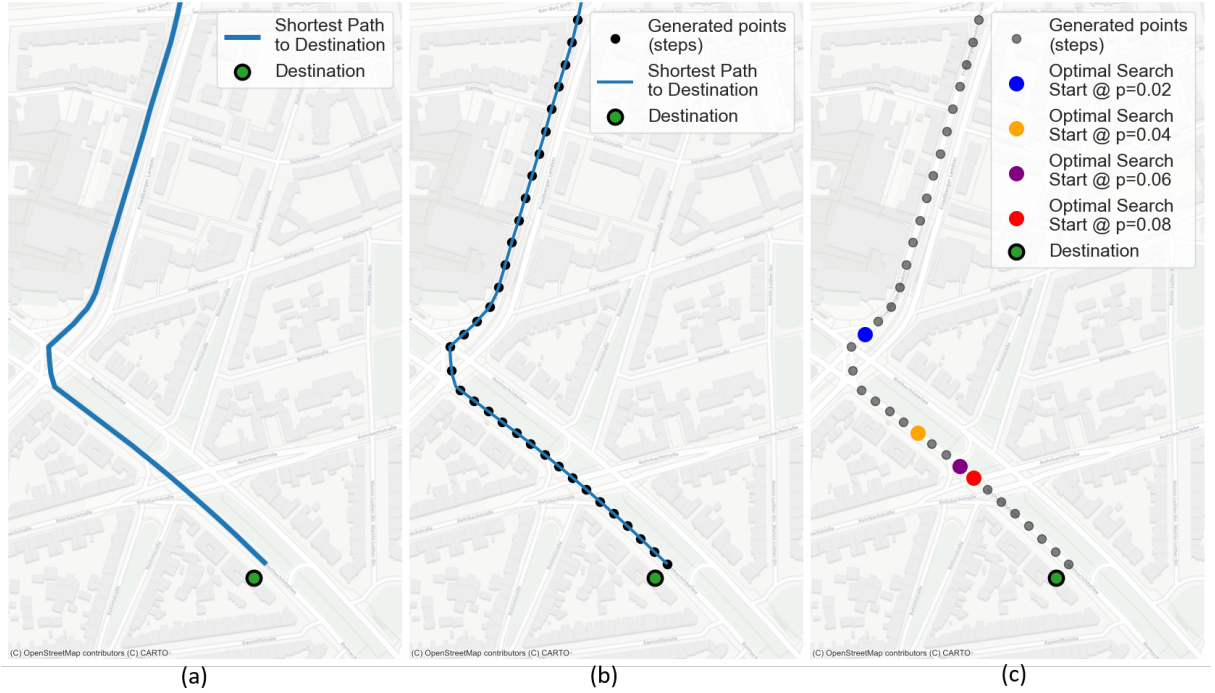 Shortest Path
to Destination
Destination
(C) OpenStreetMap contributors (C) CARTO
(a)
Generated points
(steps)
Shortest Path
to Destination
Destination
(C) OpenStreetMap contributors (C) CARTO
(b)
Generated points
(steps)
Optimal Search
Start @ p=0.02
Optimal Search
Start @ p=0.04
Optimal Search
Start @ p=0.06
Optimal Search
Start @ p=0.08
Destination
(C) OpenStreetMap contributors (C) CARTO
(c)